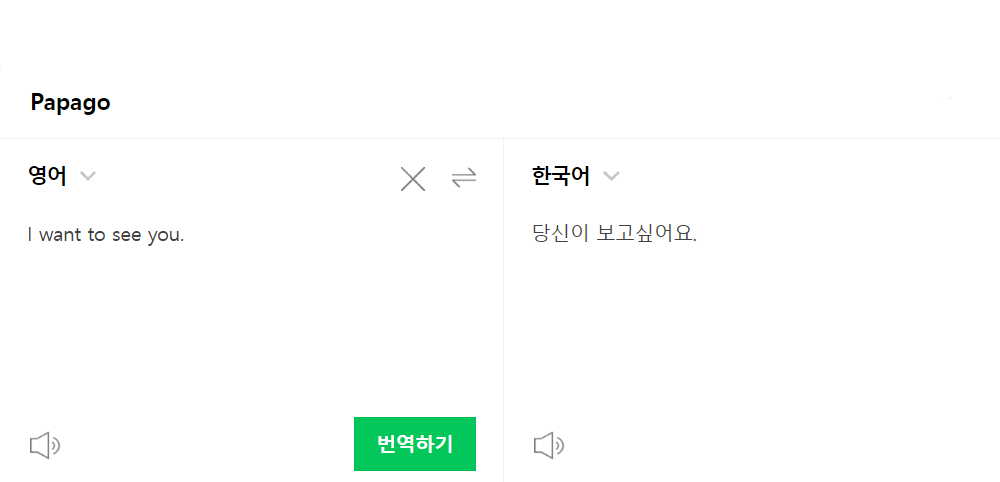 Papago
영어
한국어
I want to see you.
당신이 보고싶어요.
번역하기